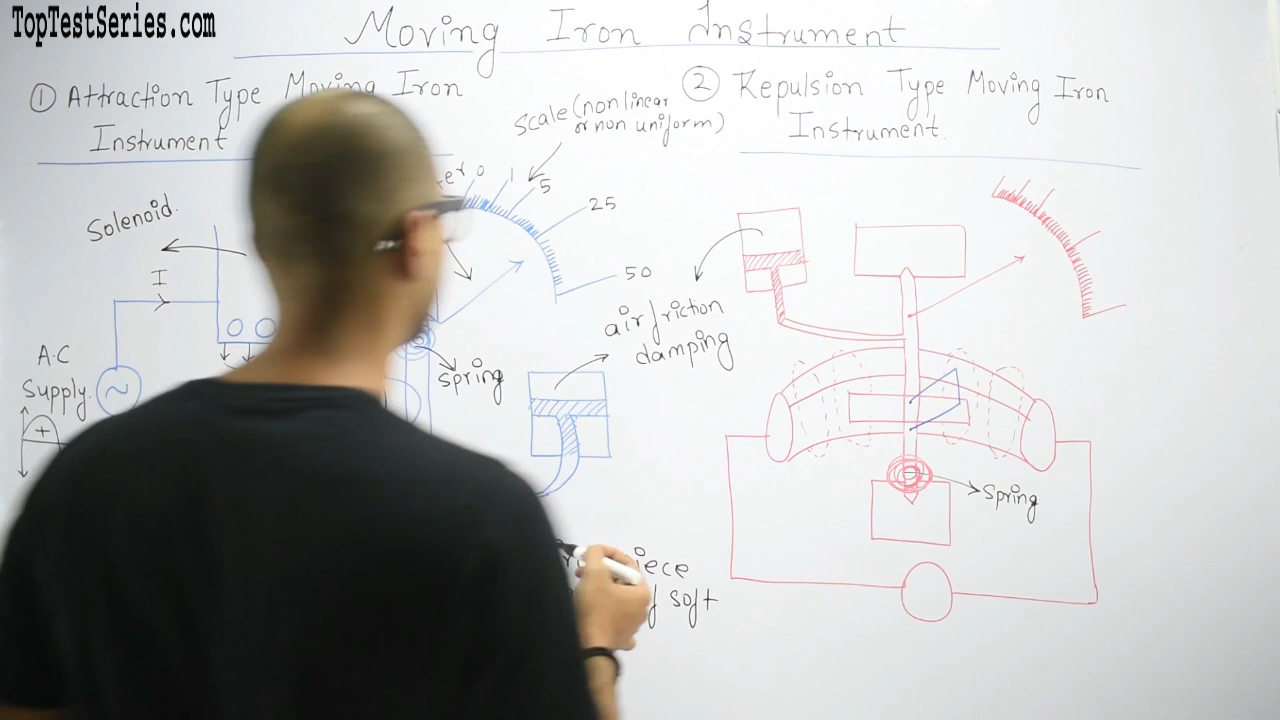 TopTestSeries.com
Moving Iron Instrument
① Attraction Type Moving Iron
Instrument
② Repulsion Type Moving Iron
Instrument.
Scale (non linear
or non uniform)
0
1
5
25
50
Solenoid.
I
A.C
Supply.
+
Spring
air friction
damping
Spring
soft